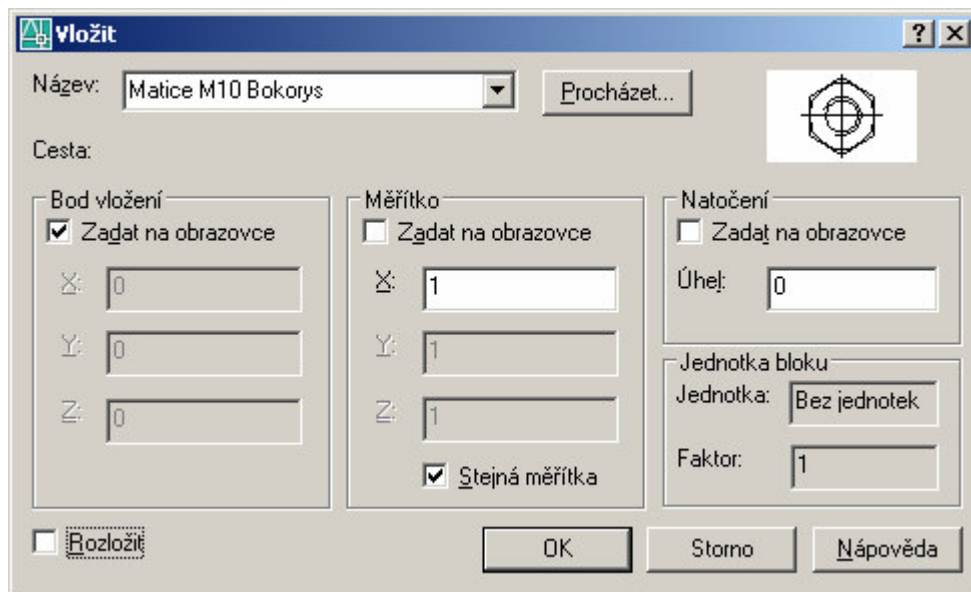 Vložit
Název: Matice M10 Bokorys Procházet...
Cesta:
Bod vložení
Zadat na obrazovce
X: 0
Y: 0
Z: 0
Měřítko
Zadat na obrazovce
X: 1
Y: 1
Z: 1
Stejná měřítka
Natočení
Zadat na obrazovce
Úhel: 0
Jednotka bloku
Jednotka: Bez jednotek
Faktor: 1
Rozložit
OK Storno Nápověda